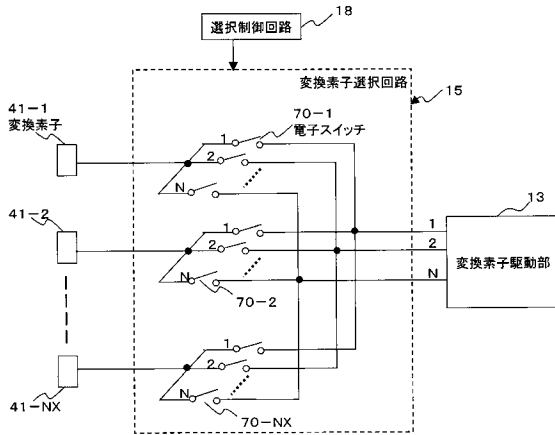 選択制御回路
18
変換素子選択回路
15
41-1
変換素子
70-1
電子スイッチ
1
2
N
41-2
1
2
N
70-2
1
2
N
13
変換素子駆動部
41-NX
1
2
N
70-NX